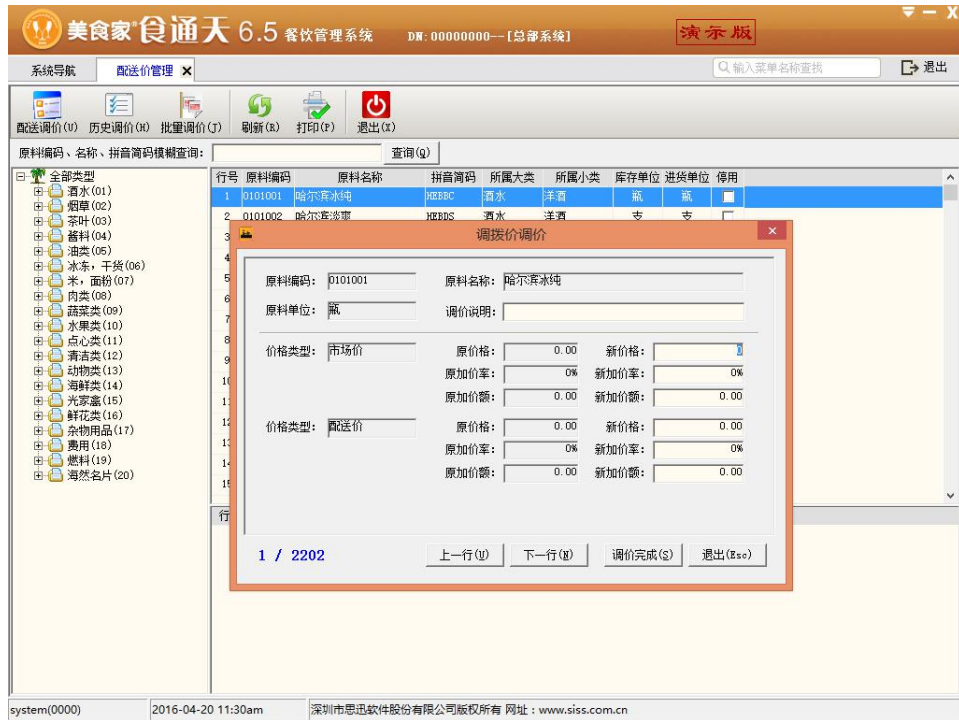 美食家®食通天 6.5 餐饮管理系统 DN:00000000--[总部系统] 演示版
系统导航 配送价管理 X 输入菜单名称查找 退出
配送调价(U) 历史调价(H) 批量调价(T) 刷新(R) 打印(P) 退出(X)
原料编码、名称、拼音简码模糊查询: 查询(Q)
全部类型
酒水(01)
烟草(02)
茶叶(03)
酱料(04)
油类(05)
冰冻,干货(06)
米,面粉(07)
肉类(08)
蔬菜类(09)
水果类(10)
点心类(11)
清洁类(12)
动物类(13)
海鲜类(14)
光家盒(15)
鲜花类(16)
杂物用品(17)
费用(18)
燃料(19)
海然名片(20)
行号 原料编码 原料名称 拼音简码 所属大类 所属小类 库存单位 进货单位 停用
1 0101001 哈尔滨冰纯 HEBBC 酒水 洋酒 瓶 瓶
2 0101002 哈尔滨淡爽 HEBDS 酒水 洋酒 支 支
3
4
5
6
7
8
9
调拨价调价
原料编码: 0101001 原料名称: 哈尔滨冰纯
原料单位: 瓶 调价说明:
价格类型: 市场价 原价格: 0.00 新价格: 0
原加价率: 0% 新加价率: 0%
原加价额: 0.00 新加价额: 0.00
价格类型: 配送价 原价格: 0.00 新价格: 0.00
原加价率: 0% 新加价率: 0%
原加价额: 0.00 新加价额: 0.00
1 / 2202 上一行(U) 下一行(N) 调价完成(S) 退出(Esc)
system(0000) 2016-04-20 11:30am 深圳市思迅软件股份有限公司版权所有 网址:www.siss.com.cn